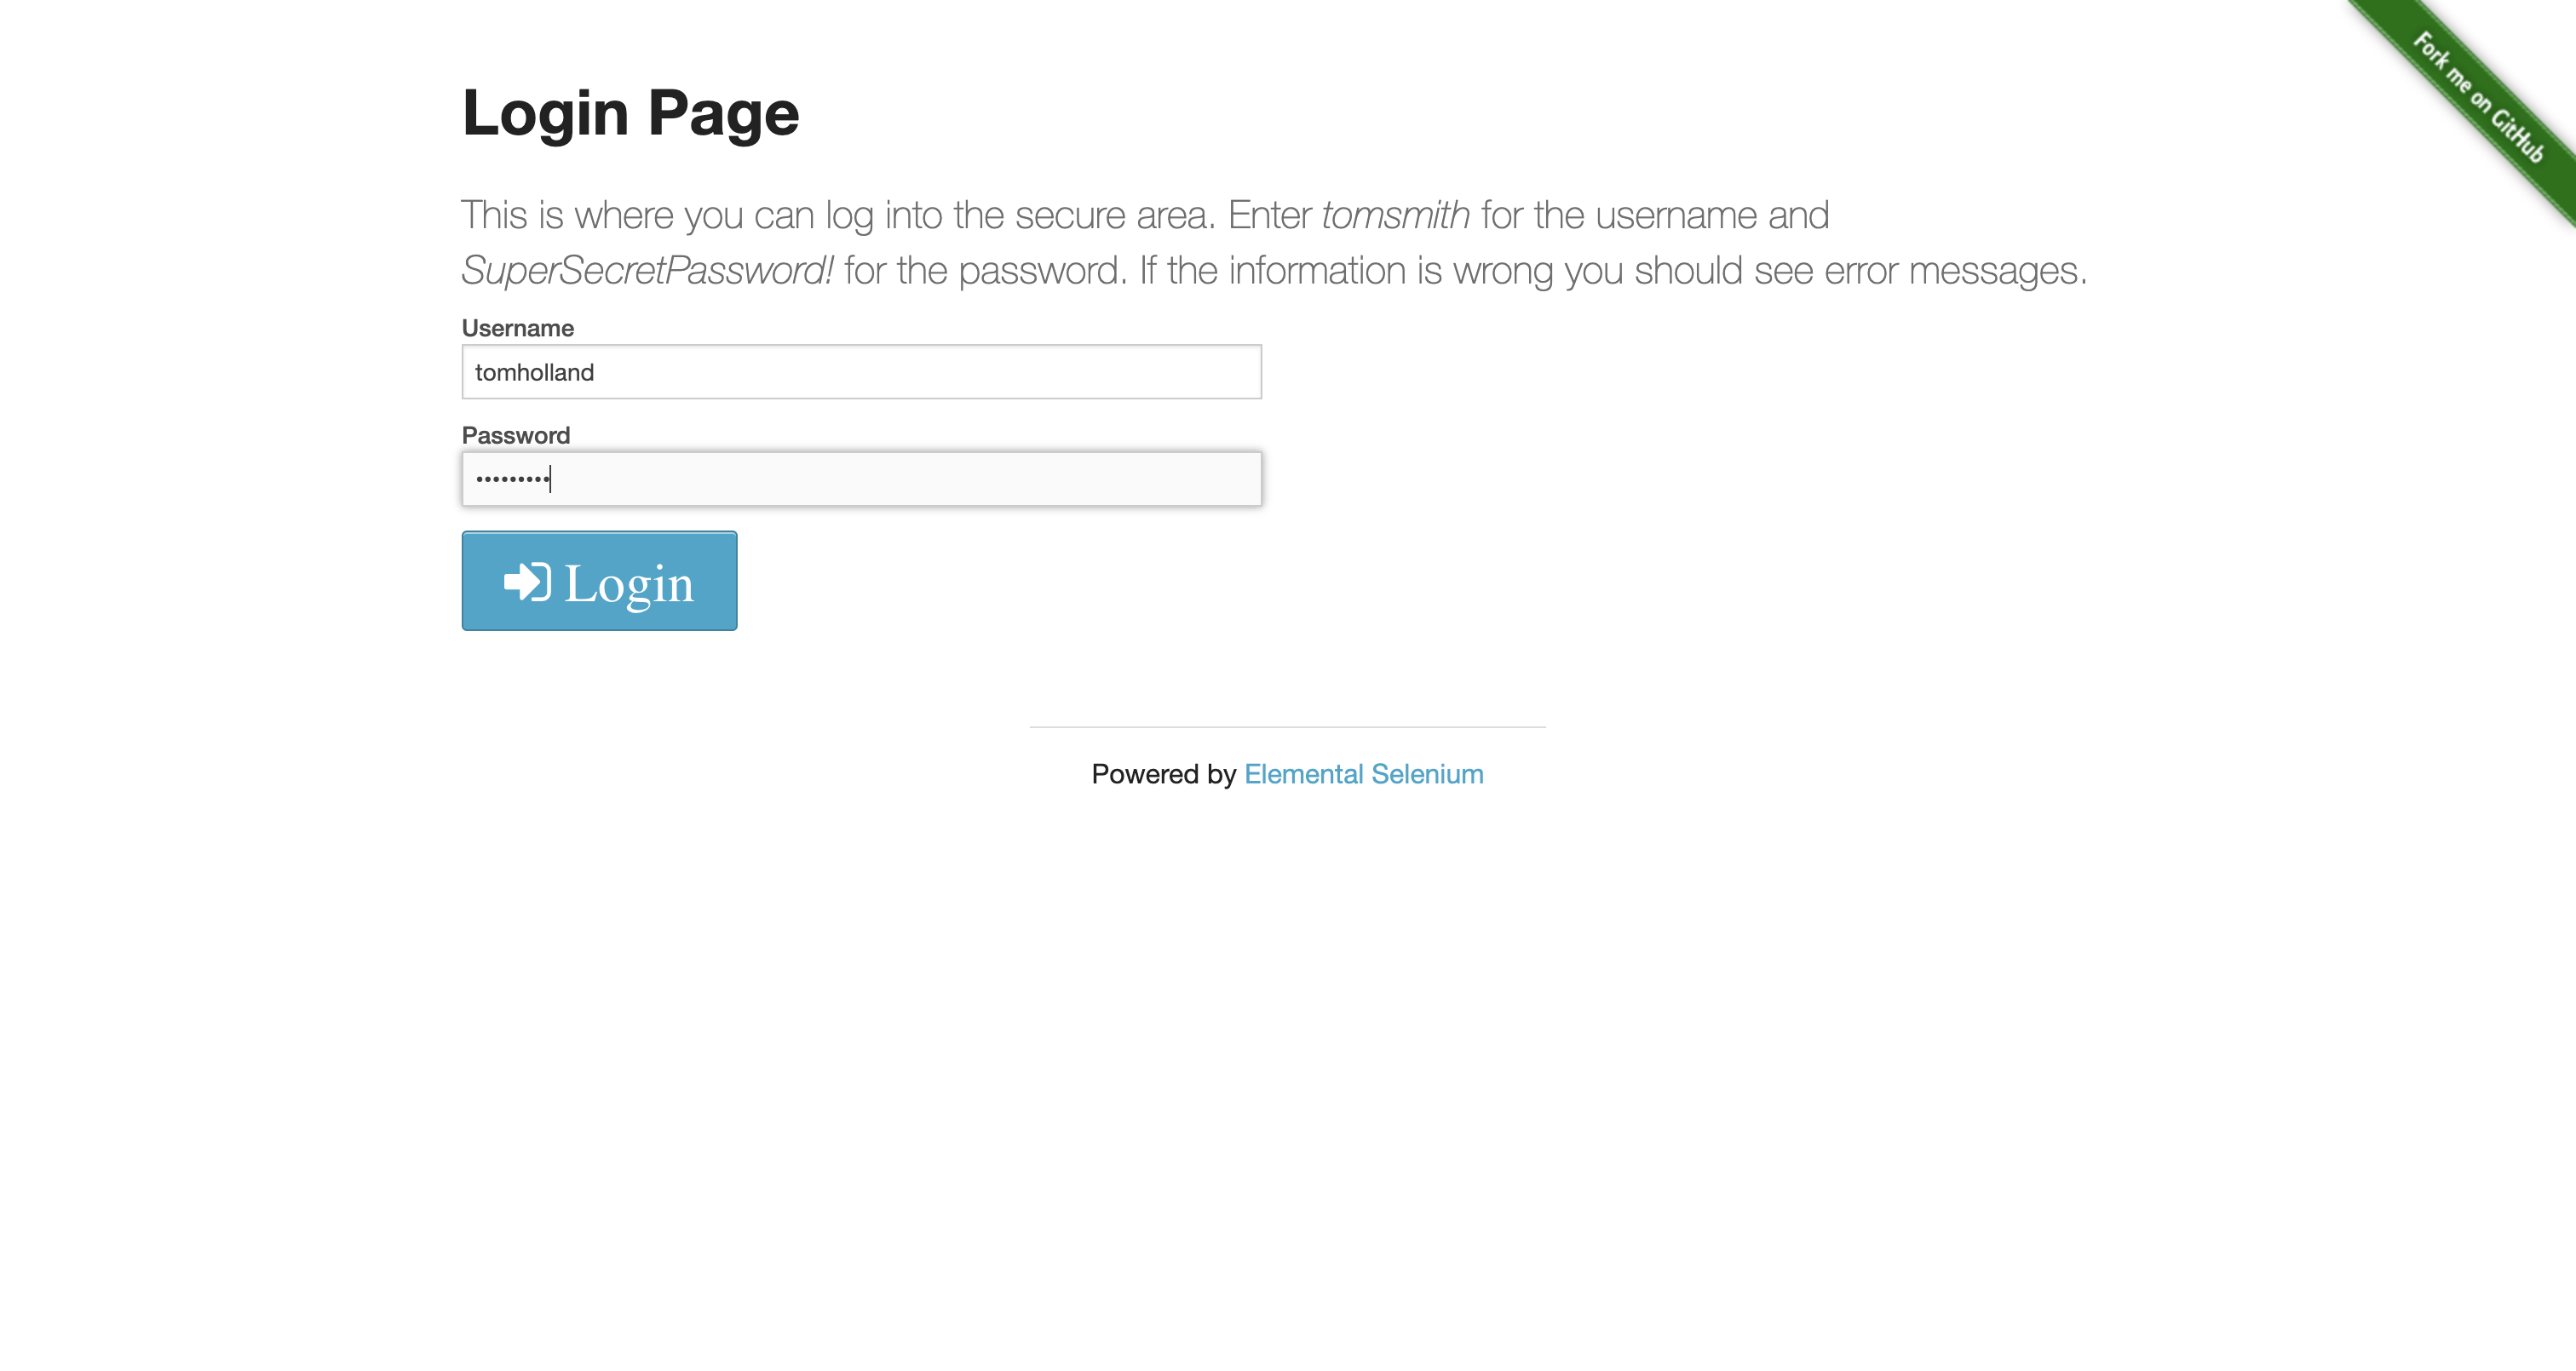 Fork me on GitHub
Login Page
This is where you can log into the secure area. Enter tomsmith for the username and
SuperSecretPassword! for the password. If the information is wrong you should see error messages.
Username
tomholland
Password
•••••••••
Login
Powered by Elemental Selenium